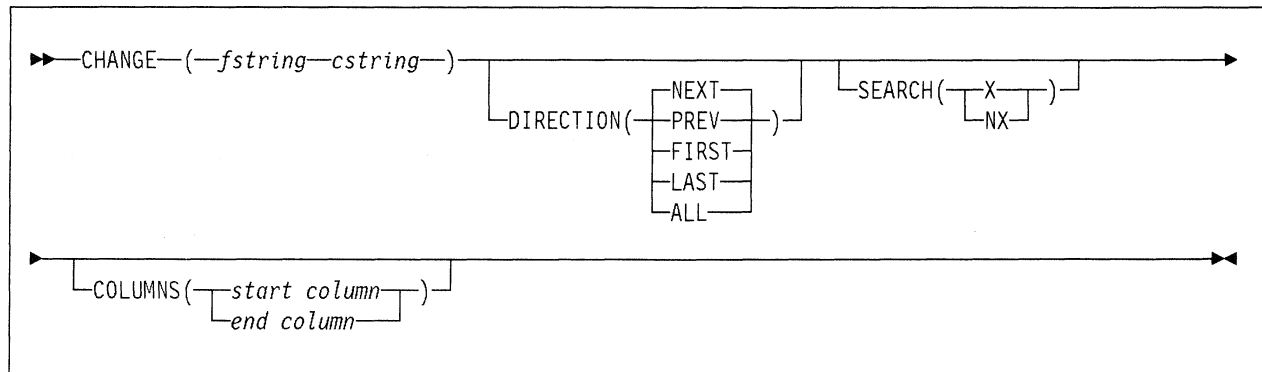 CHANGE ( fstring cstring )
DIRECTION( NEXT )
PREV
FIRST
LAST
ALL
SEARCH( X )
NX
COLUMNS( start column )
end column